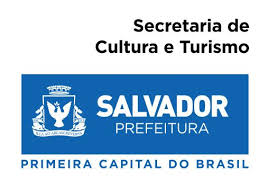 Secretaria de
Cultura e Turismo
SALVADOR
PREFEITURA
PRIMEIRA CAPITAL DO BRASIL